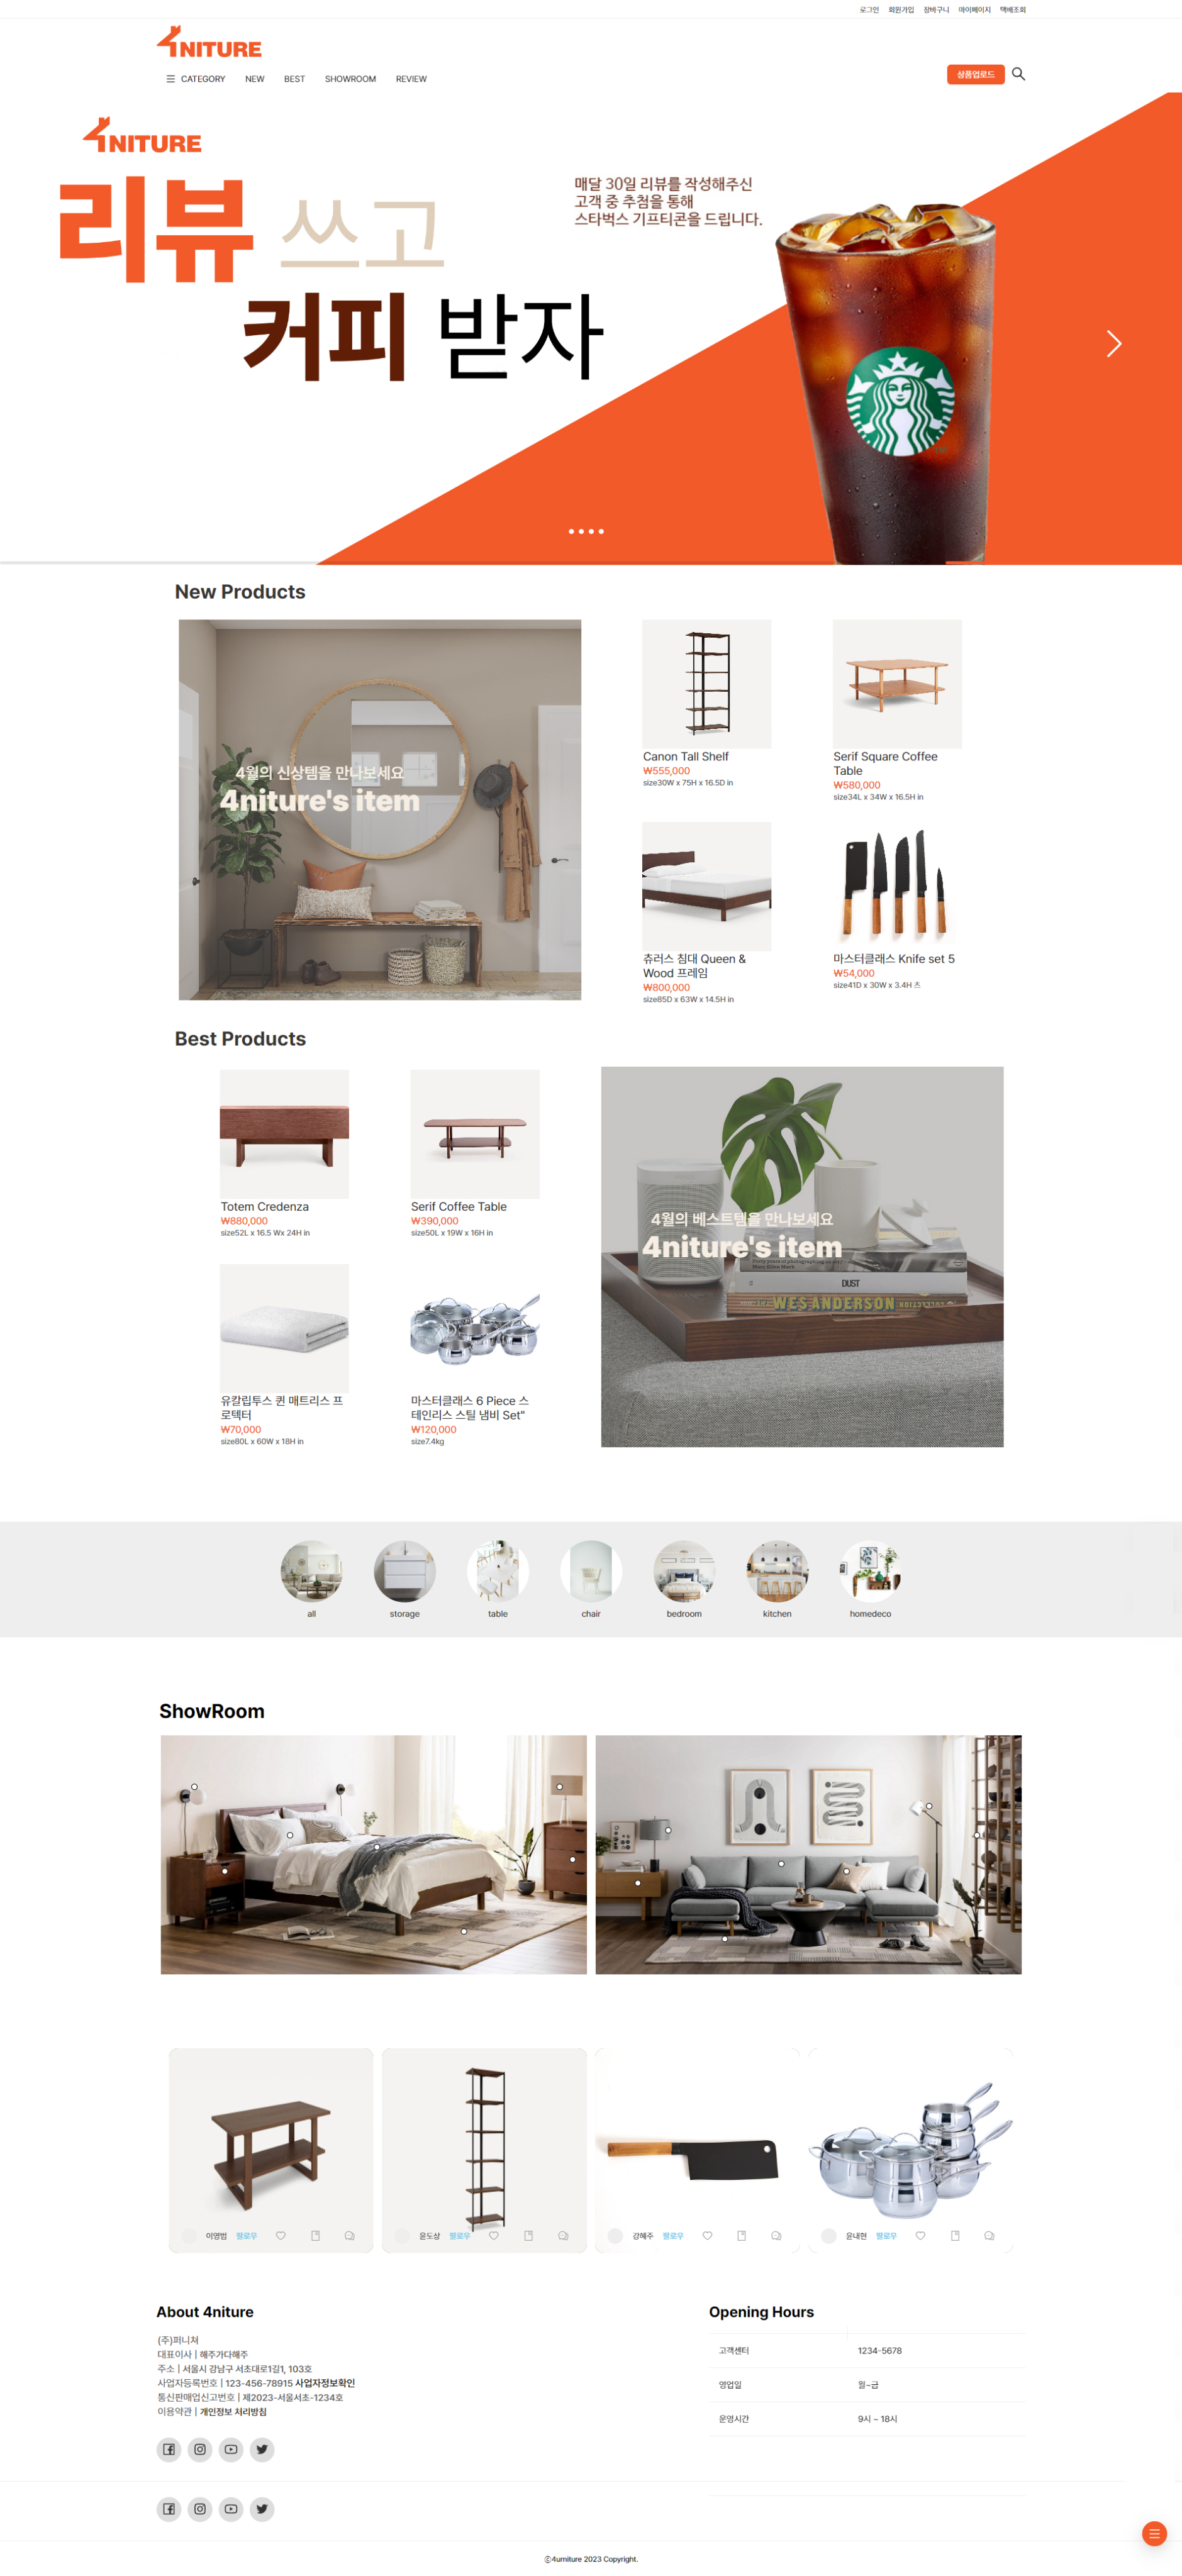 로그인 회원가입 장바구니 마이페이지 택배조회
4NITURE
CATEGORY NEW BEST SHOWROOM REVIEW
상품업로드
4NITURE
리뷰 쓰고
커피 받자
매달 30일 리뷰를 작성해주신
고객 중 추첨을 통해
스타벅스 기프티콘을 드립니다.
New Products
4월의 신상템을 만나보세요
4niture's item
Canon Tall Shelf
₩555,000
size30W x 75H x 16.5D in
Serif Square Coffee
Table
₩580,000
size34L x 34W x 16.5H in
츄러스 침대 Queen &
Wood 프레임
₩800,000
size85D x 63W x 14.5H in
마스터클래스 Knife set 5
₩54,000
size41D x 30W x 3.4H 츠
Best Products
Totem Credenza
₩880,000
size52L x 16.5 Wx 24H in
Serif Coffee Table
₩390,000
size50L x 19W x 16H in
유칼립투스 퀸 매트리스 프
로텍터
₩70,000
size80L x 60W x 18H in
마스터클래스 6 Piece 스
테인리스 스틸 냄비 Set"
₩120,000
size7.4kg
4월의 베스트템을 만나보세요
4niture's item
DUST
WES ANDERSON COLLECTION
all storage table chair bedroom kitchen homedeco
ShowRoom
이영범 팔로우
윤도상 팔로우
강혜주 팔로우
윤내현 팔로우
About 4niture
(주)퍼니쳐
대표이사 | 해주가다해주
주소 | 서울시 강남구 서초대로1길1, 103호
사업자등록번호 | 123-456-78915 사업자정보확인
통신판매업신고번호 | 제2023-서울서초-1234호
이용약관 | 개인정보 처리방침
Opening Hours
고객센터 1234-5678
영업일 월~금
운영시간 9시 ~ 18시
ⓒ4urniture 2023 Copyright.